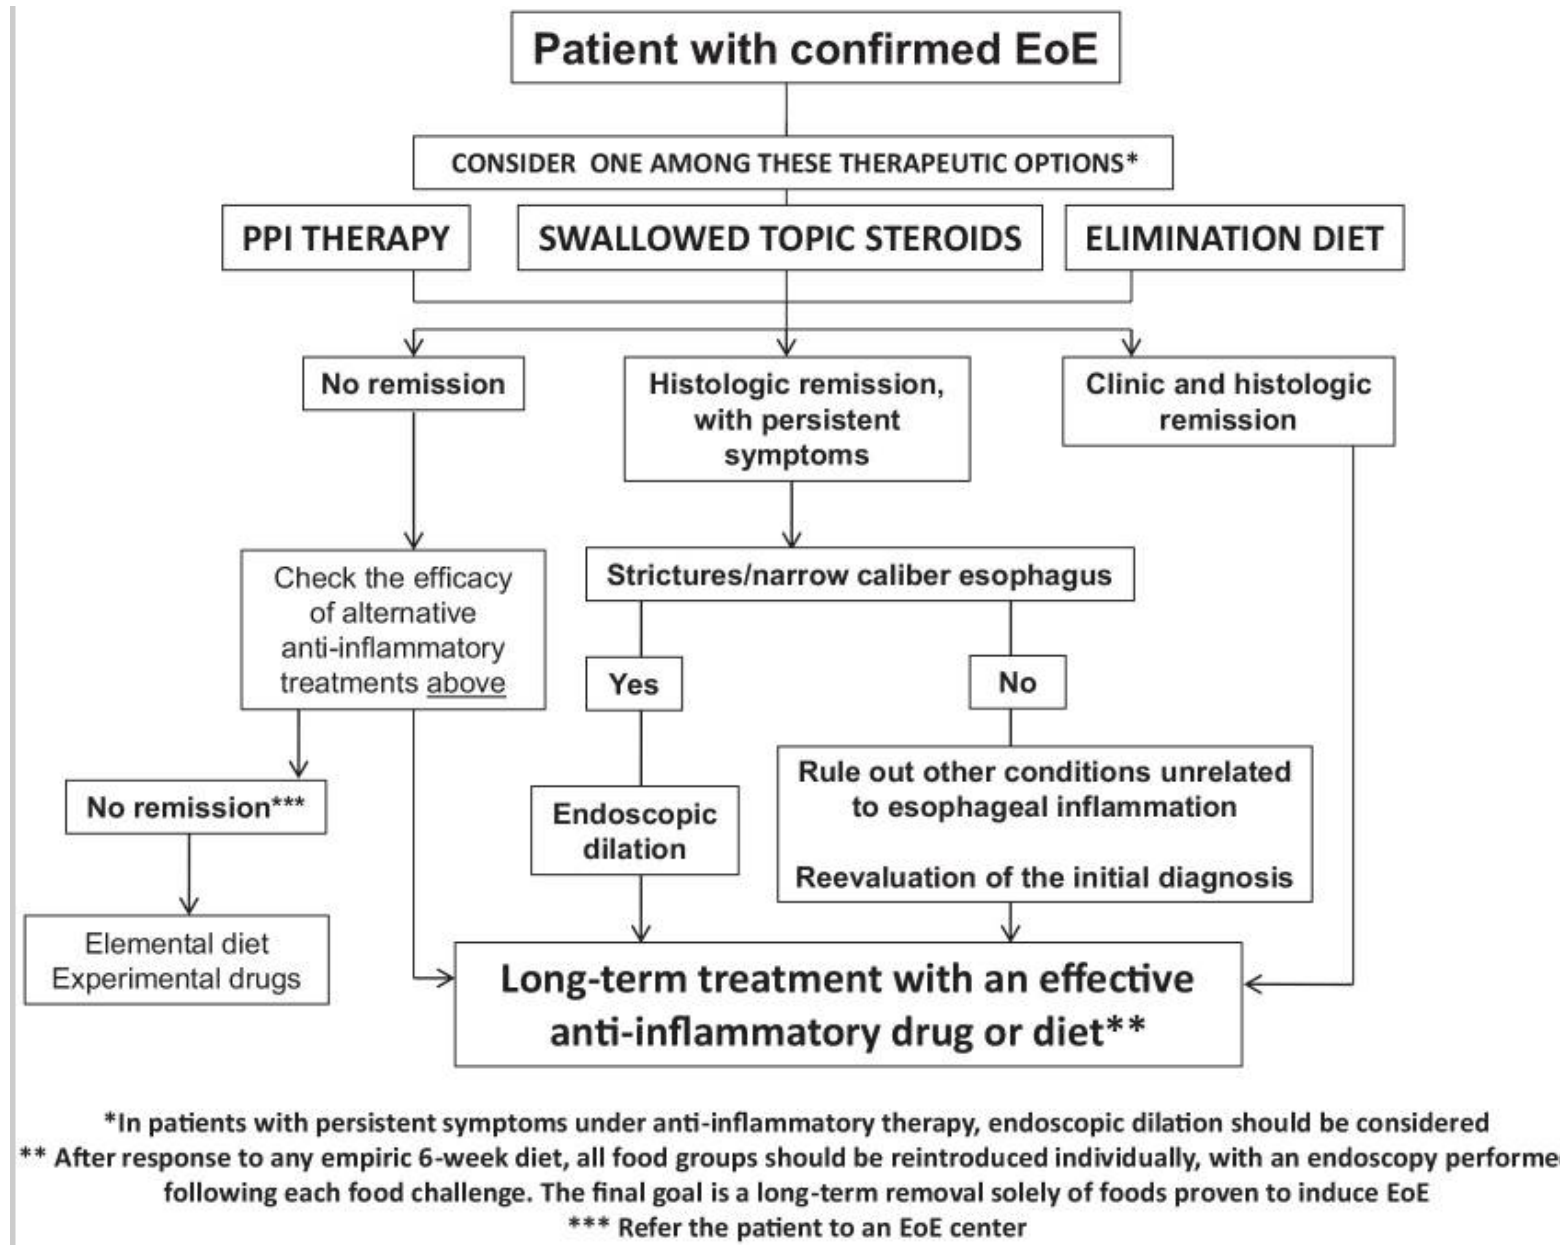 Patient with confirmed EoE
CONSIDER ONE AMONG THESE THERAPEUTIC OPTIONS*
PPI THERAPY
SWALLOWED TOPIC STEROIDS
ELIMINATION DIET
No remission
Histologic remission,
with persistent
symptoms
Clinic and histologic
remission
Check the efficacy
of alternative
anti-inflammatory
treatments above
Strictures/narrow caliber esophagus
Yes
No
No remission***
Endoscopic
dilation
Rule out other conditions unrelated
to esophageal inflammation
Reevaluation of the initial diagnosis
Elemental diet
Experimental drugs
Long-term treatment with an effective
anti-inflammatory drug or diet**
*In patients with persistent symptoms under anti-inflammatory therapy, endoscopic dilation should be considered
** After response to any empiric 6-week diet, all food groups should be reintroduced individually, with an endoscopy performe
following each food challenge. The final goal is a long-term removal solely of foods proven to induce EoE
*** Refer the patient to an EoE center